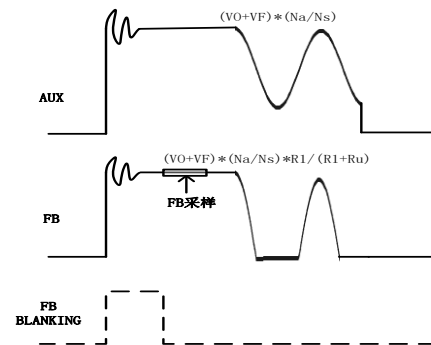 (VO+VF)*(Na/Ns)
AUX
(VO+VF)*(Na/Ns)*R1/(R1+Ru)
FB采样
FB
FB
BLANKING